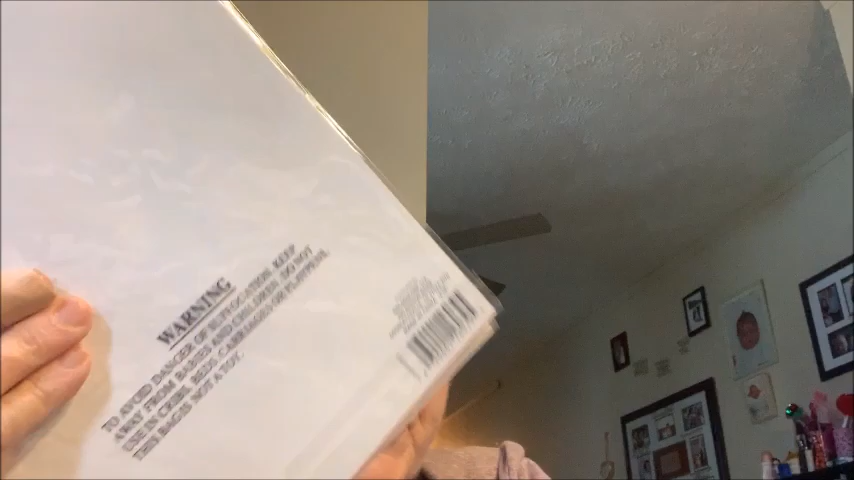 WARNING
TO AVOID DANGER OF SUFFOCATION, KEEP
AWAY FROM BABIES AND CHILDREN. DO NOT
USE IN CRIBS, BEDS, CARRIAGES OR PLAYPENS.
THIS BAG IS NOT A TOY.